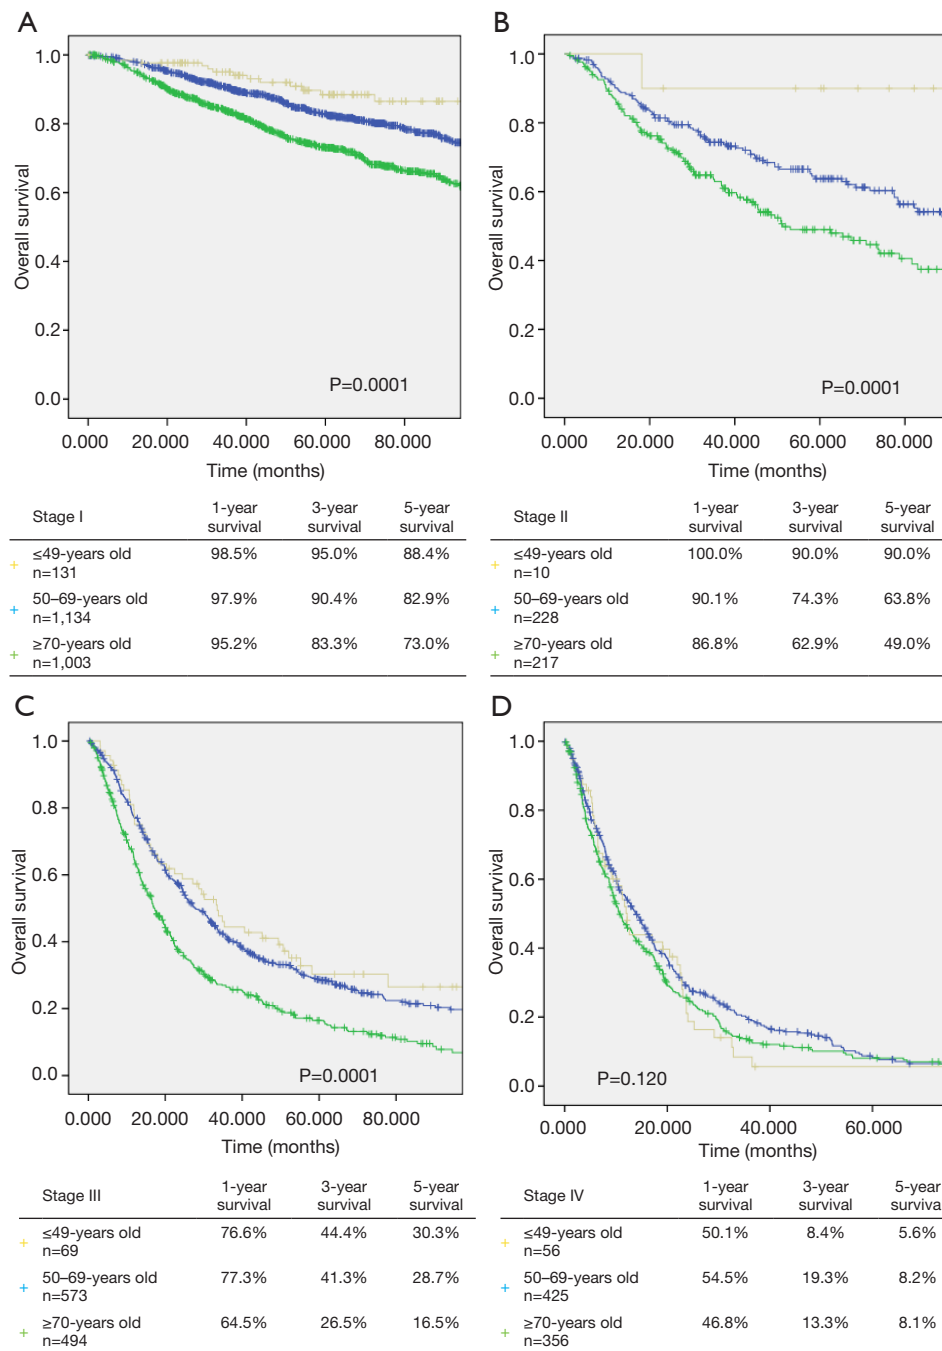 A
1.0
0.8
0.6
0.4
0.2
0.0
Overall survival
P=0.0001
0.000 20.000 40.000 60.000 80.000
Time (months)
Stage I 1-year survival 3-year survival 5-year survival
≤49-years old n=131 98.5% 95.0% 88.4%
50–69-years old n=1,134 97.9% 90.4% 82.9%
≥70-years old n=1,003 95.2% 83.3% 73.0%
B
1.0
0.8
0.6
0.4
0.2
0.0
Overall survival
P=0.0001
0.000 20.000 40.000 60.000 80.000
Time (months)
Stage II 1-year survival 3-year survival 5-year survival
≤49-years old n=10 100.0% 90.0% 90.0%
50–69-years old n=228 90.1% 74.3% 63.8%
≥70-years old n=217 86.8% 62.9% 49.0%
C
1.0
0.8
0.6
0.4
0.2
0.0
Overall survival
P=0.0001
0.000 20.000 40.000 60.000 80.000
Time (months)
Stage III 1-year survival 3-year survival 5-year survival
≤49-years old n=69 76.6% 44.4% 30.3%
50–69-years old n=573 77.3% 41.3% 28.7%
≥70-years old n=494 64.5% 26.5% 16.5%
D
1.0
0.8
0.6
0.4
0.2
0.0
Overall survival
P=0.120
0.000 20.000 40.000 60.000
Time (months)
Stage IV 1-year survival 3-year survival 5-year survival
≤49-years old n=56 50.1% 8.4% 5.6%
50–69-years old n=425 54.5% 19.3% 8.2%
≥70-years old n=356 46.8% 13.3% 8.1%